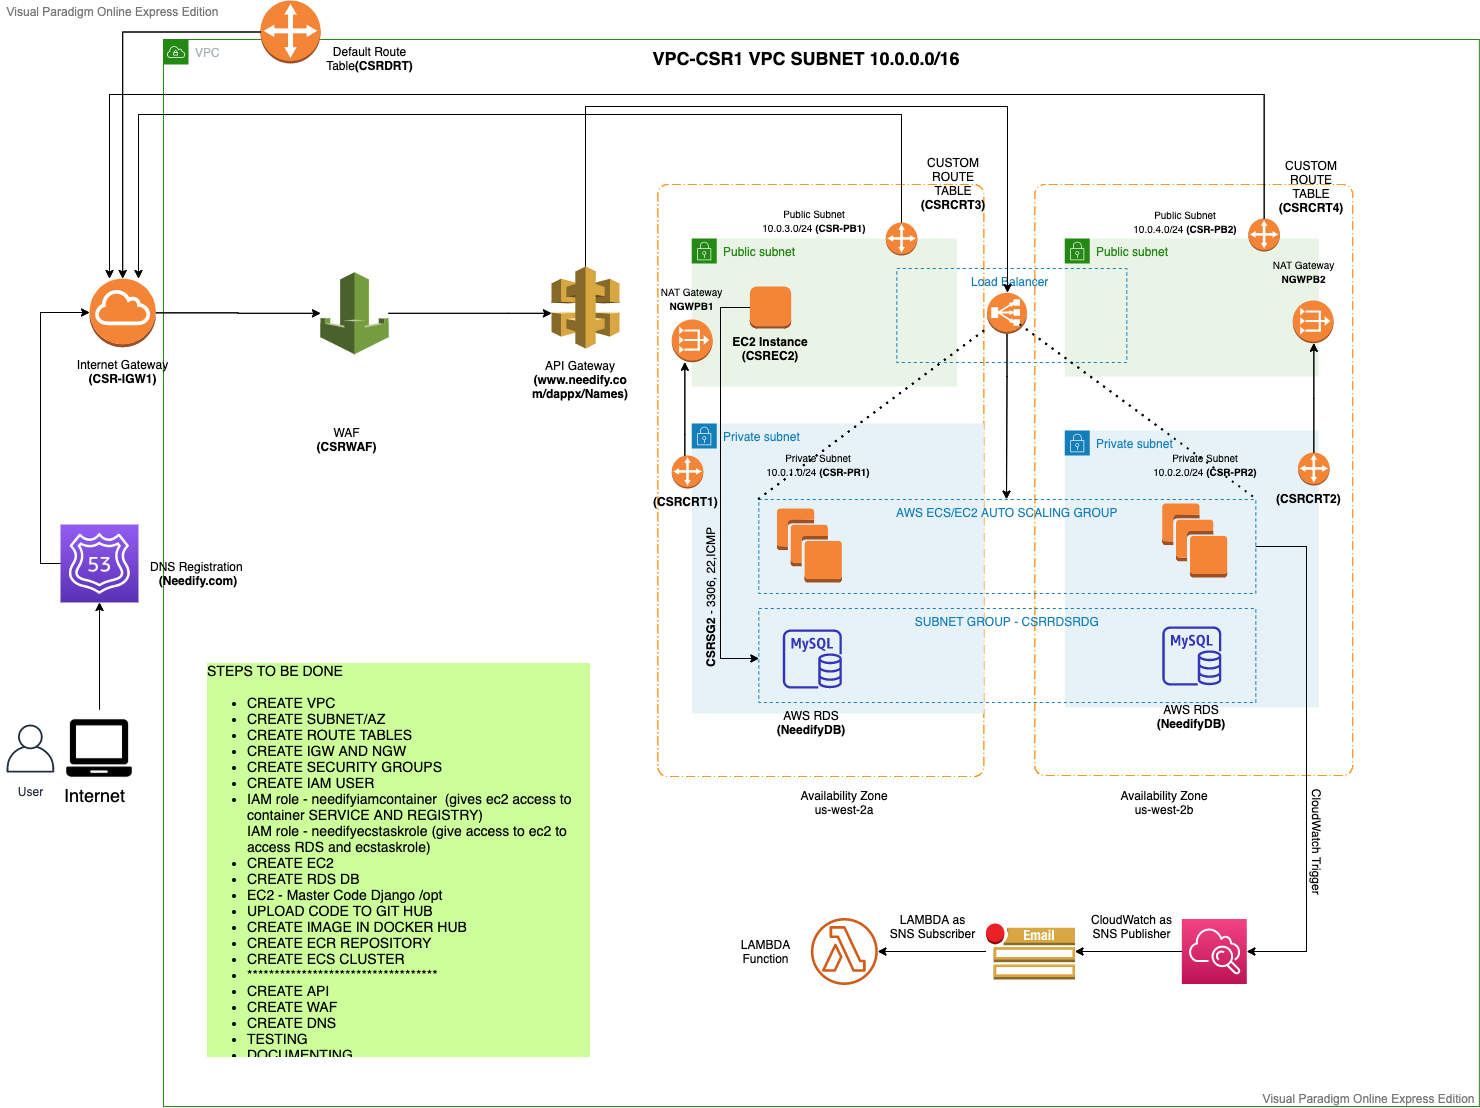 Visual Paradigm Online Express Edition
VPC
Default Route
Table(CSRDRT)
VPC-CSR1 VPC SUBNET 10.0.0.0/16
CUSTOM
ROUTE
TABLE
(CSRCRT3)
CUSTOM
ROUTE
TABLE
(CSRCRT4)
Public Subnet
10.0.3.0/24 (CSR-PB1)
Public Subnet
10.0.4.0/24 (CSR-PB2)
Public subnet
Public subnet
NAT Gateway
NGWPB1
Load Balancer
NAT Gateway
NGWPB2
EC2 Instance
(CSREC2)
Internet Gateway
(CSR-IGW1)
API Gateway
(www.needify.co
m/dappx/Names)
WAF
(CSRWAF)
Private subnet
Private subnet
Private Subnet
10.0.1.0/24 (CSR-PR1)
Private Subnet
10.0.2.0/24 (CSR-PR2)
(CSRCRT1)
(CSRCRT2)
AWS ECS/EC2 AUTO SCALING GROUP
CSRSG2 - 3306, 22,ICMP
53
DNS Registration
(Needify.com)
SUBNET GROUP - CSRRDSRDG
MySQL
MySQL
AWS RDS
(NeedifyDB)
AWS RDS
(NeedifyDB)
User
Internet
Availability Zone
us-west-2a
Availability Zone
us-west-2b
STEPS TO BE DONE
• CREATE VPC
• CREATE SUBNET/AZ
• CREATE ROUTE TABLES
• CREATE IGW AND NGW
• CREATE SECURITY GROUPS
• CREATE IAM USER
• IAM role - needifyiamcontainer (gives ec2 access to
container SERVICE AND REGISTRY)
IAM role - needifyecstaskrole (give access to ec2 to
access RDS and ecstaskrole)
• CREATE EC2
• CREATE RDS DB
• EC2 - Master Code Django /opt
• UPLOAD CODE TO GIT HUB
• CREATE IMAGE IN DOCKER HUB
• CREATE ECR REPOSITORY
• CREATE ECS CLUSTER
• ***********************************
• CREATE API
• CREATE WAF
• CREATE DNS
• TESTING
• DOCUMENTING
CloudWatch Trigger
LAMBDA
Function
LAMBDA as
SNS Subscriber
Email
CloudWatch as
SNS Publisher
Visual Paradigm Online Express Edition